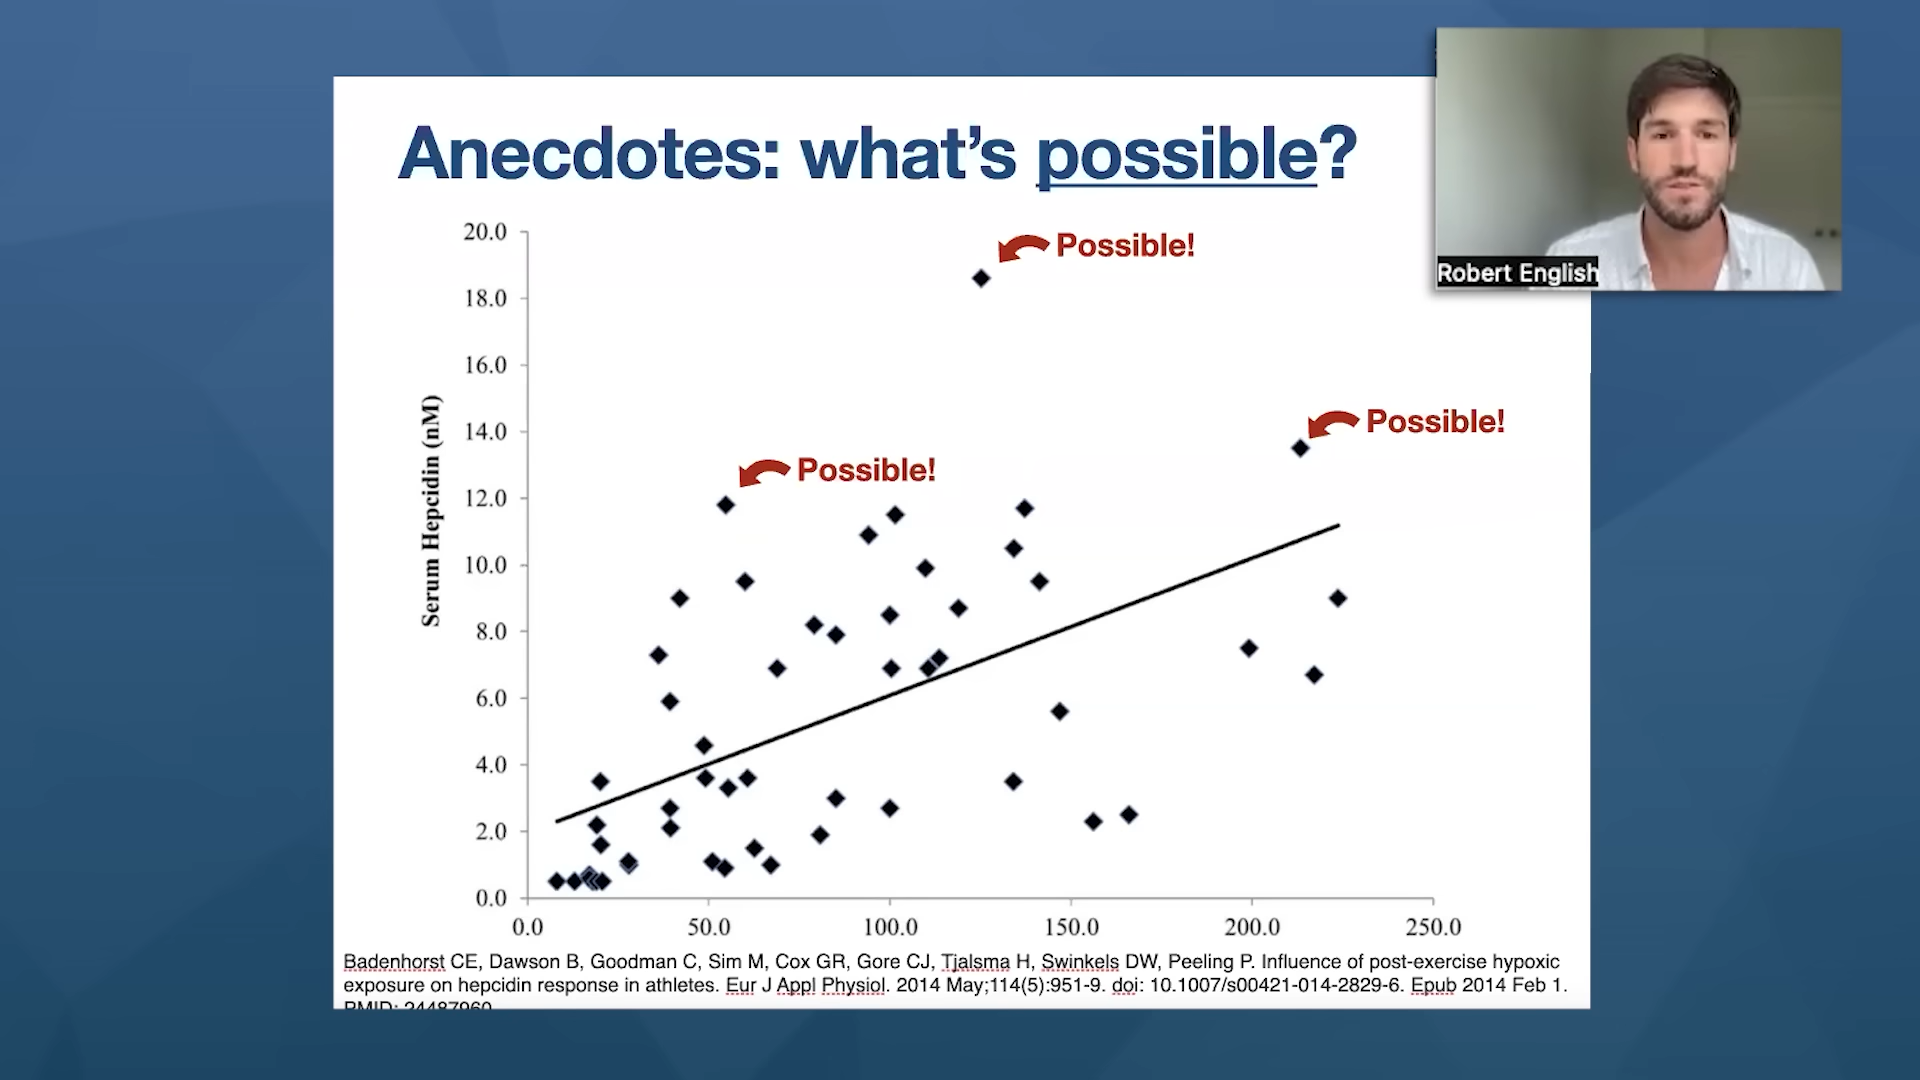 Anecdotes: what's possible?
Robert English
Possible!
Possible!
Possible!
Serum Hepcidin (nM)
20.0
18.0
16.0
14.0
12.0
10.0
8.0
6.0
4.0
2.0
0.0
0.0 50.0 100.0 150.0 200.0 250.0
Badenhorst CE, Dawson B, Goodman C, Sim M, Cox GR, Gore CJ, Tjalsma H, Swinkels DW, Peeling P. Influence of post-exercise hypoxic
exposure on hepcidin response in athletes. Eur J Appl Physiol. 2014 May;114(5):951-9. doi: 10.1007/s00421-014-2829-6. Epub 2014 Feb 1.
PMID: 24487960